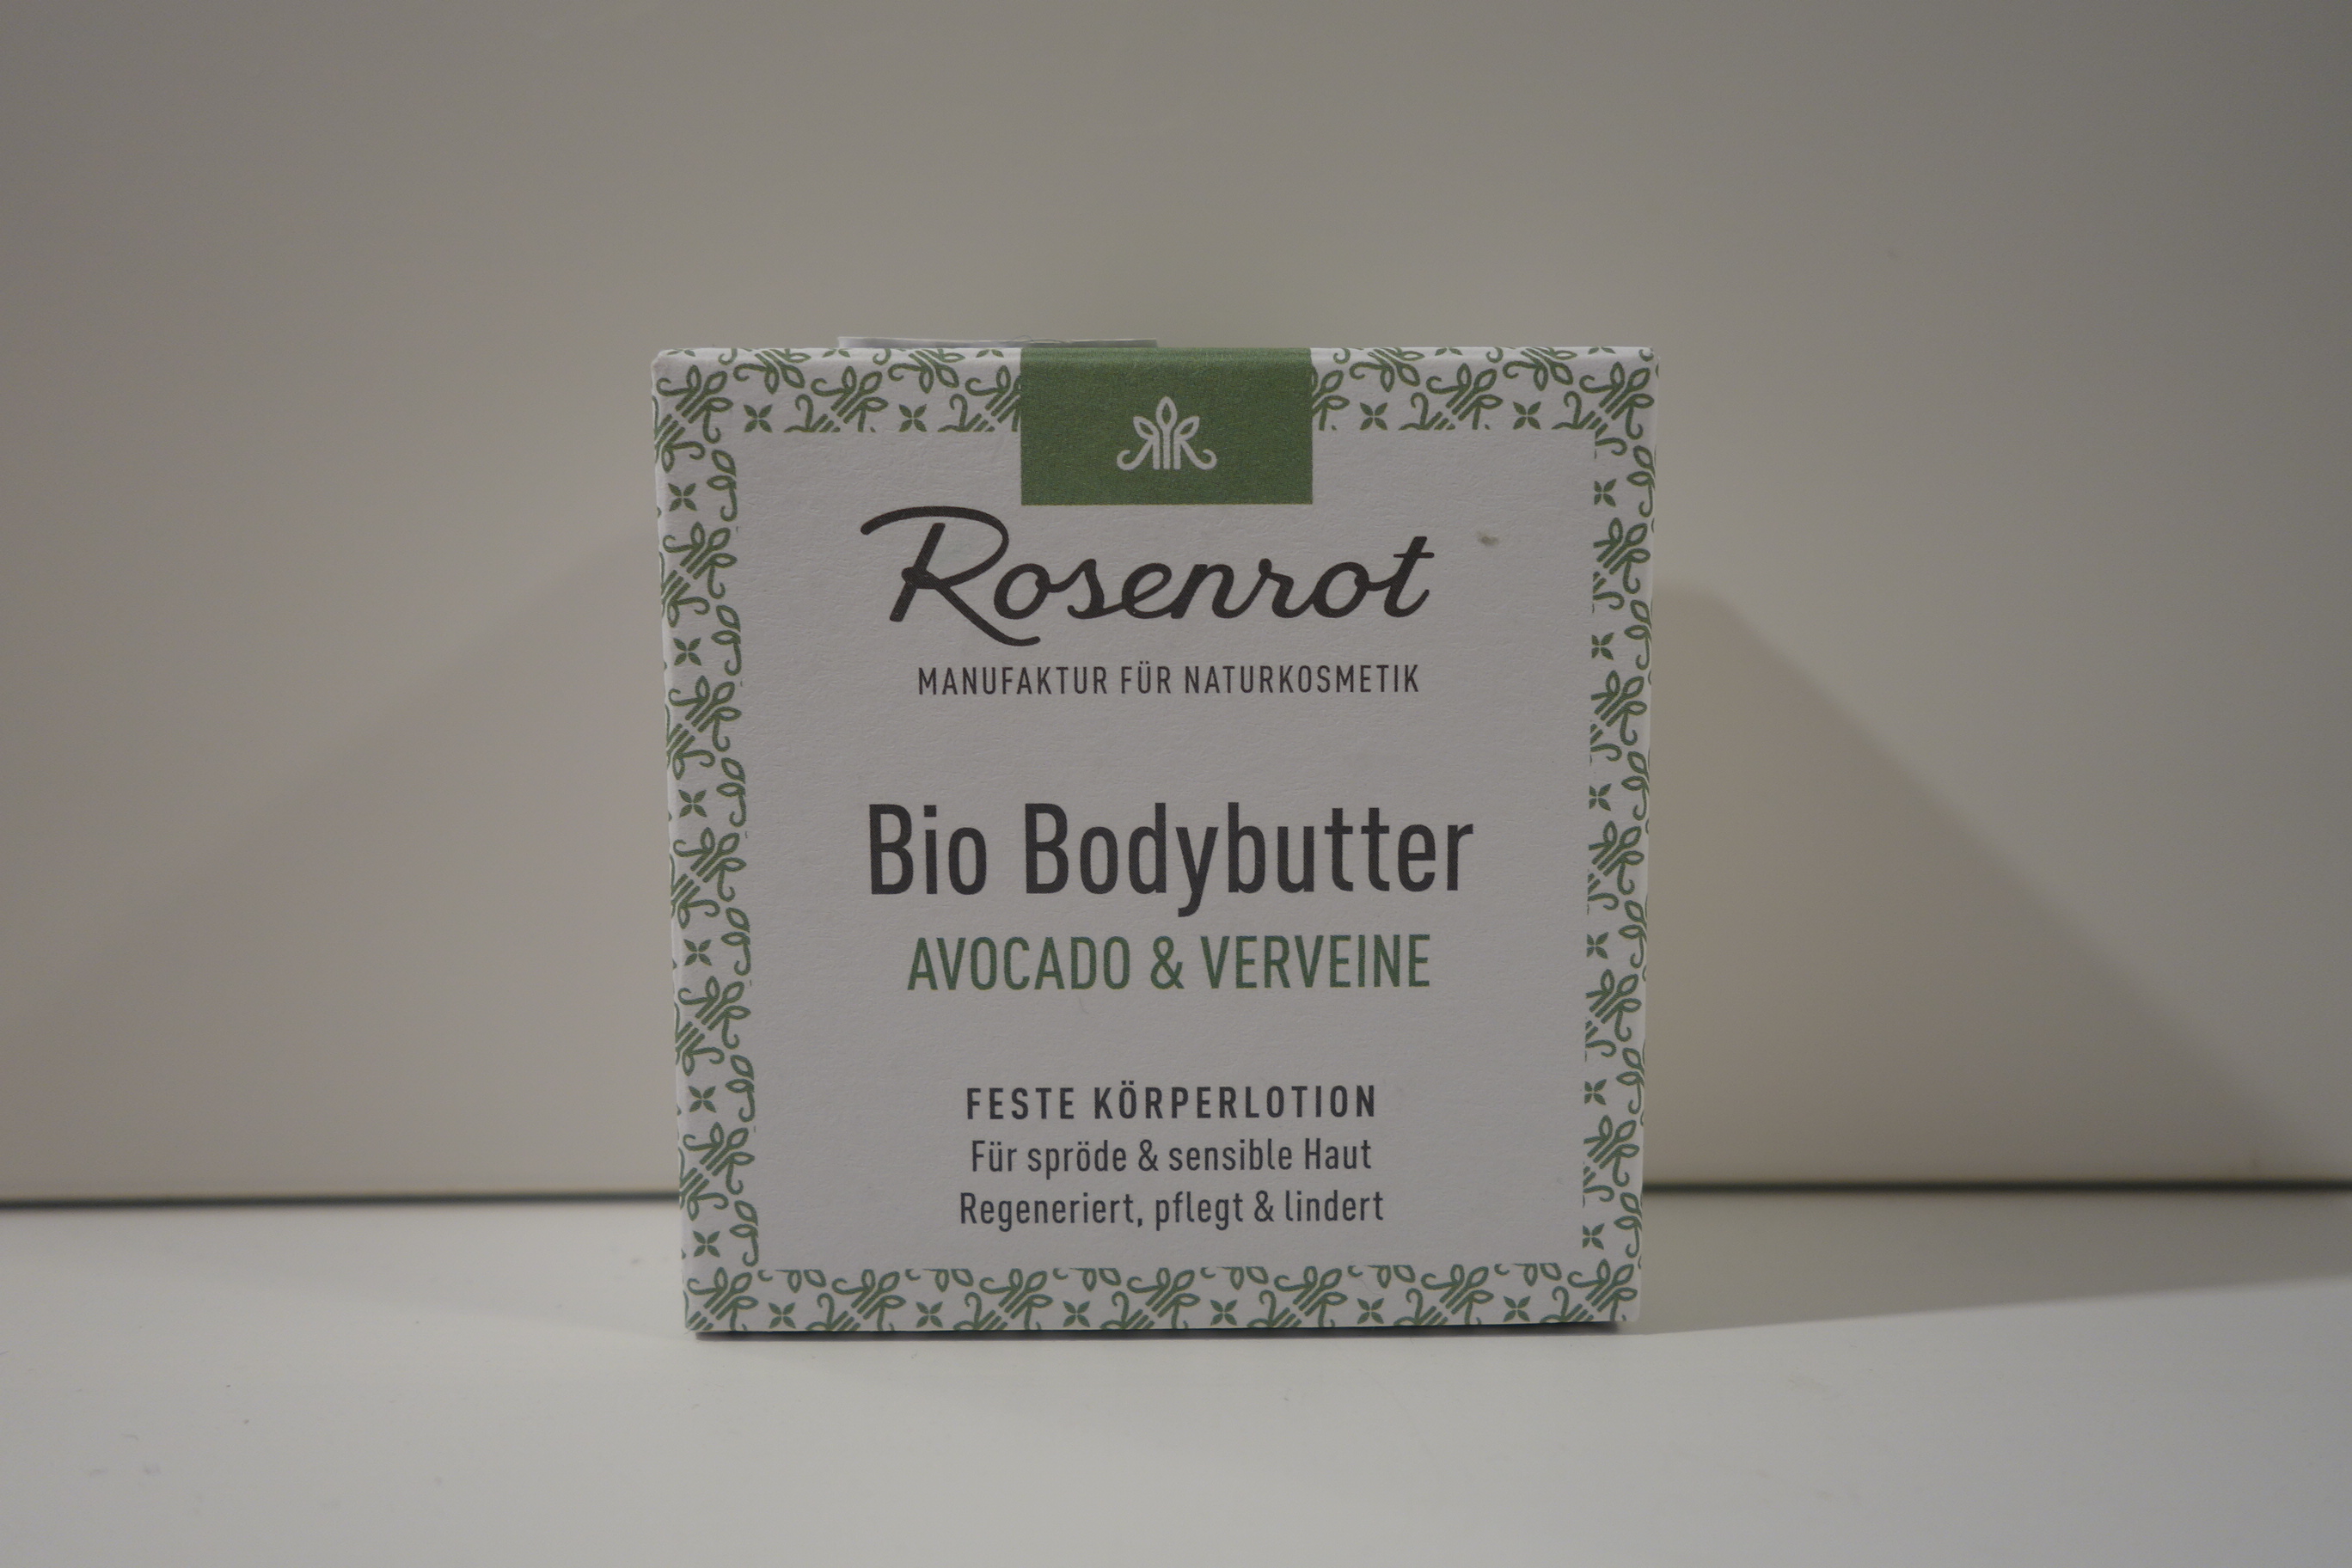 Rosenrot
MANUFAKTUR FÜR NATURKOSMETIK
Bio Bodybutter
AVOCADO & VERVEINE
FESTE KÖRPERLOTION
Für spröde & sensible Haut
Regeneriert, pflegt & lindert